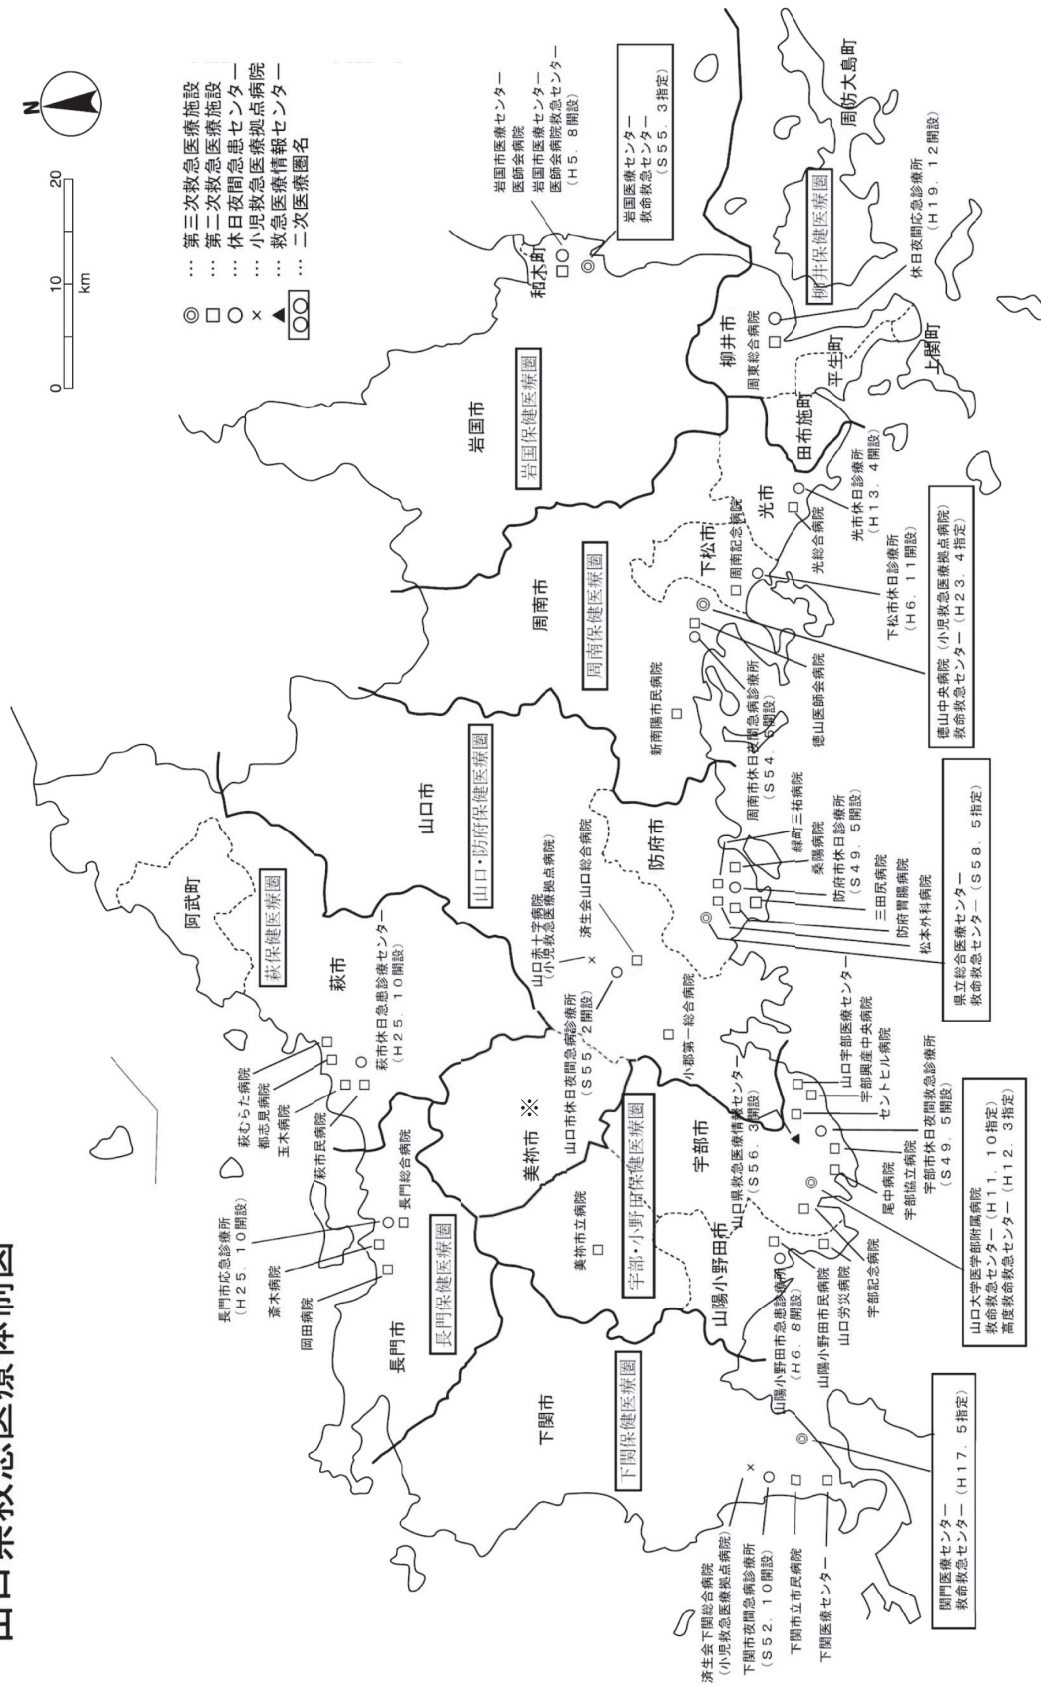 山口県救急医療体制図
N
0 10 20
km
◎ … 第三次救急医療施設
□ … 第二次救急医療施設
○ … 休日夜間急患センター
× … 小児救急医療拠点病院
▲ … 救急医療情報センター
○○ … 二次医療圏名
阿武町
萩保健医療圏
萩市
萩むらた病院
都志見病院
玉木病院
萩市民病院
萩市休日急患診療センター
(H25.10開設)
長門市応急診療所
(H25.10開設)
斎木病院
岡田病院
長門総合病院
長門市
長門保健医療圏
下関市
下関保健医療圏
済生会下関総合病院
(小児救急医療拠点病院)
下関市夜間急病診療所
(S52.10開設)
下関市立市民病院
下関医療センター
関門医療センター
救命救急センター(H17.5指定)
美祢市
※
美祢市立病院
宇部・小野田保健医療圏
宇部市
山陽小野田市
山口県救急医療情報センター
(S56.3開設)
山陽小野田市急患診療所
(H6.8開設)
山陽小野田市民病院
山口労災病院
宇部記念病院
山口宇部医療センター
宇部興産中央病院
セントヒル病院
宇部市休日夜間救急診療所
(S49.5開設)
宇部協立病院
尾中病院
山口大学医学部附属病院
救命救急センター(H11.10指定)
高度救命救急センター(H12.3指定)
山口市
山口・防府保健医療圏
山口赤十字病院
(小児救急医療拠点病院)
済生会山口総合病院
山口市休日夜間急病診療所
(S55.2開設)
小郡第一総合病院
防府市
緑町三祐病院
桑陽病院
防府市休日診療所
(S49.5開設)
三田尻病院
防府胃腸病院
松本外科病院
県立総合医療センター
救命救急センター(S58.5指定)
周南市
周南保健医療圏
新南陽市民病院
周南市休日夜間急病診療所
(S54.5開設)
徳山医師会病院
徳山中央病院(小児救急医療拠点病院)
救命救急センター(H23.4指定)
下松市
周南記念病院
下松市休日診療所
(H6.11開設)
光市
光総合病院
光市休日診療所
(H13.4開設)
岩国市
岩国保健医療圏
和木町
岩国市医療センター
医師会病院
岩国市医療センター
医師会病院救急センター
(H5.8開設)
岩国医療センター
救命救急センター
(S55.3指定)
柳井市
周東総合病院
田布施町
平生町
上関町
周防大島町
柳井保健医療圏
休日夜間応急診療所
(H19.12開設)